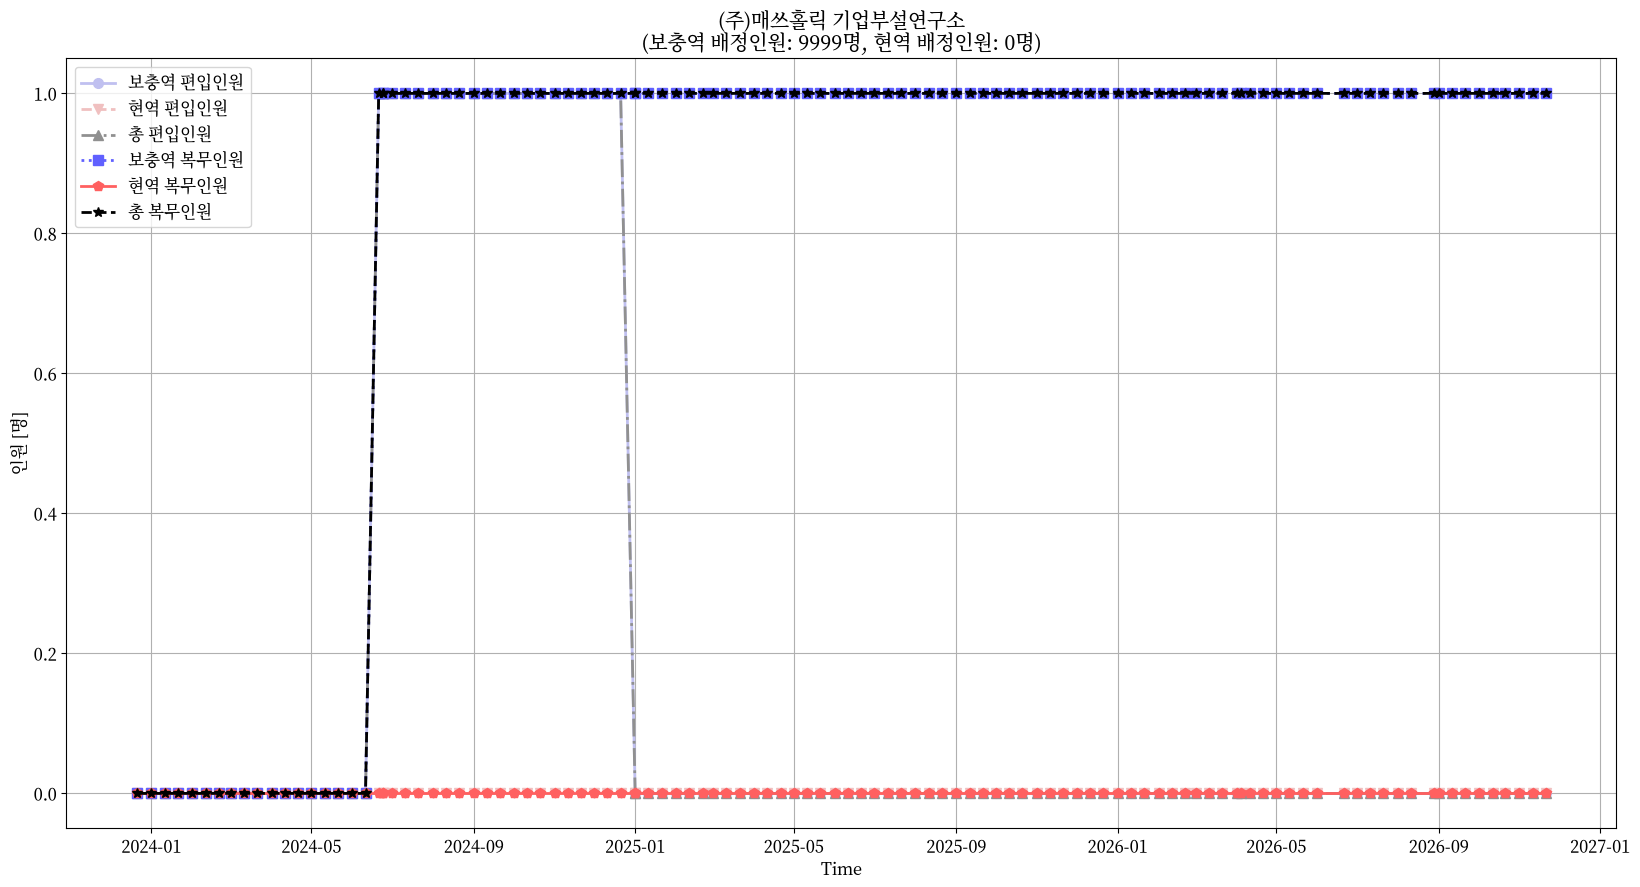 (주)매쓰홀릭 기업부설연구소
(보충역 배정인원: 9999명, 현역 배정인원: 0명)
보충역 편입인원
현역 편입인원
총 편입인원
보충역 복무인원
현역 복무인원
총 복무인원
인원 [명]
1.0
0.8
0.6
0.4
0.2
0.0
2024-01
2024-05
2024-09
2025-01
2025-05
2025-09
2026-01
2026-05
2026-09
2027-01
Time